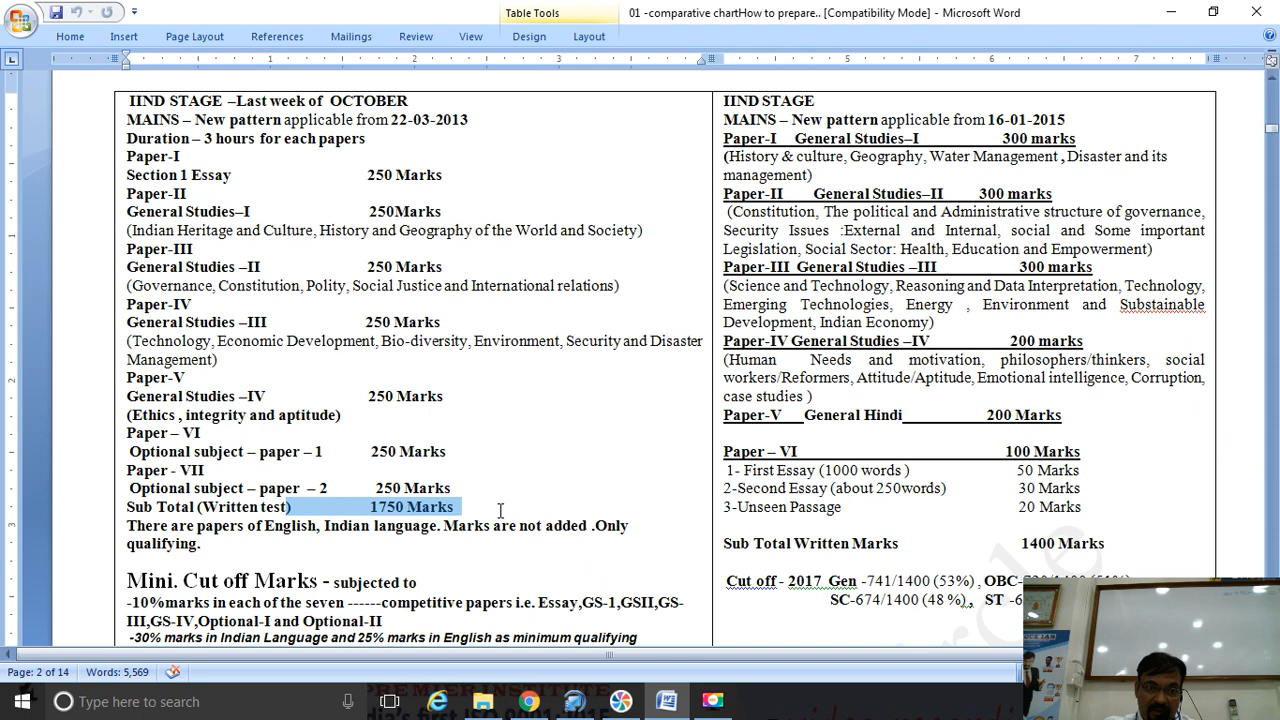 Table Tools
01 -comparative chartHow to prepare.. [Compatibility Mode] - Microsoft Word
Home Insert Page Layout References Mailings Review View Design Layout
1 2 3 5 6 7
IIND STAGE –Last week of OCTOBER
MAINS – New pattern applicable from 22-03-2013
Duration – 3 hours for each papers
Paper-I
Section 1 Essay 250 Marks
Paper-II
General Studies–I 250Marks
(Indian Heritage and Culture, History and Geography of the World and Society)
Paper-III
General Studies –II 250 Marks
(Governance, Constitution, Polity, Social Justice and International relations)
Paper-IV
General Studies –III 250 Marks
(Technology, Economic Development, Bio-diversity, Environment, Security and Disaster
Management)
Paper-V
General Studies –IV 250 Marks
(Ethics , integrity and aptitude)
Paper – VI
Optional subject – paper – 1 250 Marks
Paper - VII
Optional subject – paper – 2 250 Marks
Sub Total (Written test) 1750 Marks
There are papers of English, Indian language. Marks are not added .Only
qualifying.
Mini. Cut off Marks - subjected to
-10%marks in each of the seven ------competitive papers i.e. Essay,GS-1,GSII,GS-
III,GS-IV,Optional-I and Optional-II
-30% marks in Indian Language and 25% marks in English as minimum qualifying
IIND STAGE
MAINS – New pattern applicable from 16-01-2015
Paper-I General Studies–I 300 marks
(History & culture, Geography, Water Management , Disaster and its
management)
Paper-II General Studies–II 300 marks
(Constitution, The political and Administrative structure of governance,
Security Issues :External and Internal, social and Some important
Legislation, Social Sector: Health, Education and Empowerment)
Paper-III General Studies –III 300 marks
(Science and Technology, Reasoning and Data Interpretation, Technology,
Emerging Technologies, Energy , Environment and Substainable
Development, Indian Economy)
Paper-IV General Studies –IV 200 marks
(Human Needs and motivation, philosophers/thinkers, social
workers/Reformers, Attitude/Aptitude, Emotional intelligence, Corruption,
case studies )
Paper-V General Hindi 200 Marks
Paper – VI 100 Marks
1- First Essay (1000 words ) 50 Marks
2-Second Essay (about 250words) 30 Marks
3-Unseen Passage 20 Marks
Sub Total Written Marks 1400 Marks
Cut off - 2017 Gen -741/1400 (53%) , OBC-
SC-674/1400 (48 %) , ST -6
Page: 2 of 14 Words: 5,569
Type here to search